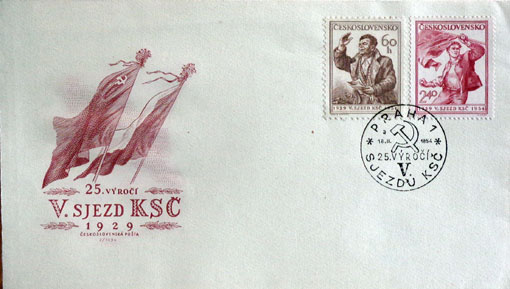 ČESKOSLOVENSKO
60 h
1929 V. SJEZD KSČ 1954
ČESKOSLOVENSKO
2.40
1929 V. SJEZD KSČ 1954
PRAHA 1
a
1954
25.VÝROČÍ
V.
SJEZDU KSČ
25. VÝROČÍ
V. SJEZD KSČ
1929
ČESKOSLOVENSKÁ POŠTA